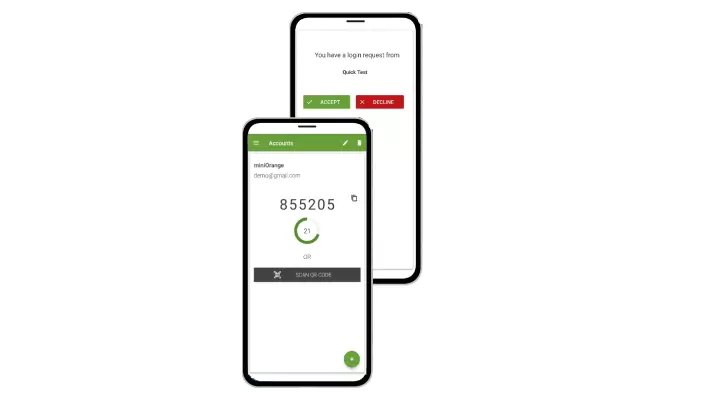 You have a login request from
Quick Test
ACCEPT
DECLINE
Accounts
miniOrange
demo@gmail.com
855205
21
OR
SCAN QR CODE
+